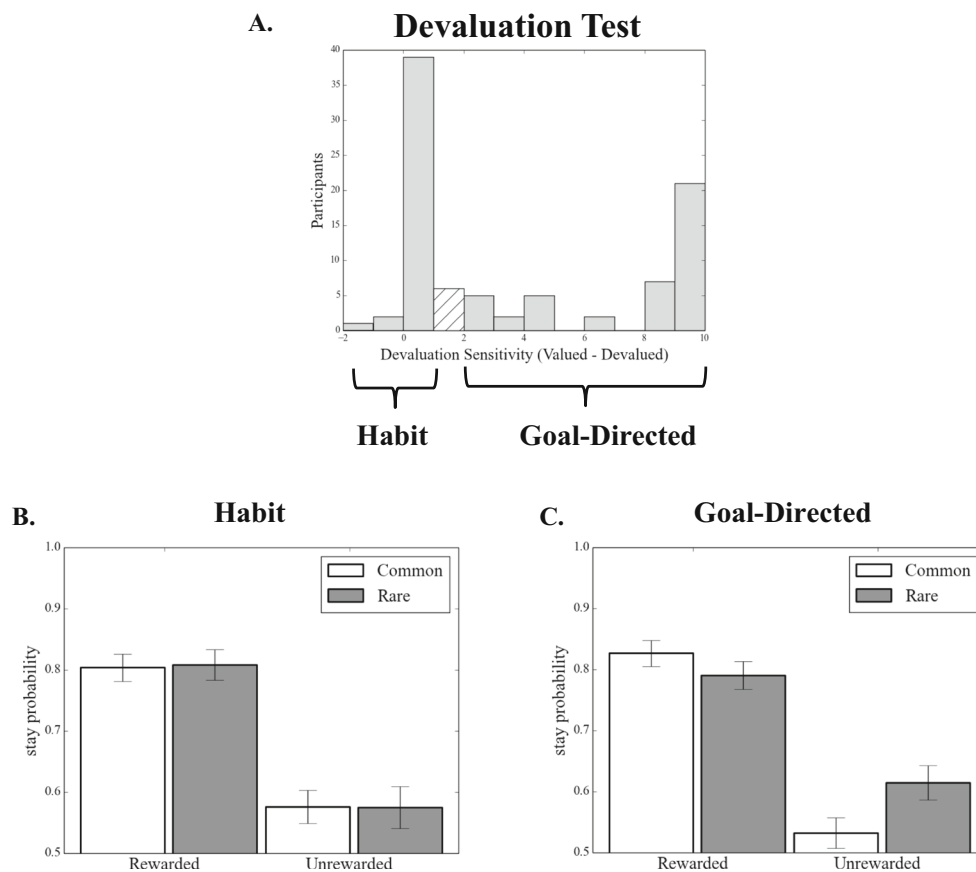 A.
Devaluation Test
40
35
30
25
20
15
10
5
0
Participants
−2 0 2 4 6 8 10
Devaluation Sensitivity (Valued - Devalued)
Habit Goal-Directed
B.
Habit
1.0
0.9
0.8
0.7
0.6
0.5
stay probability
Common
Rare
Rewarded Unrewarded
C.
Goal-Directed
1.0
0.9
0.8
0.7
0.6
0.5
stay probability
Common
Rare
Rewarded Unrewarded